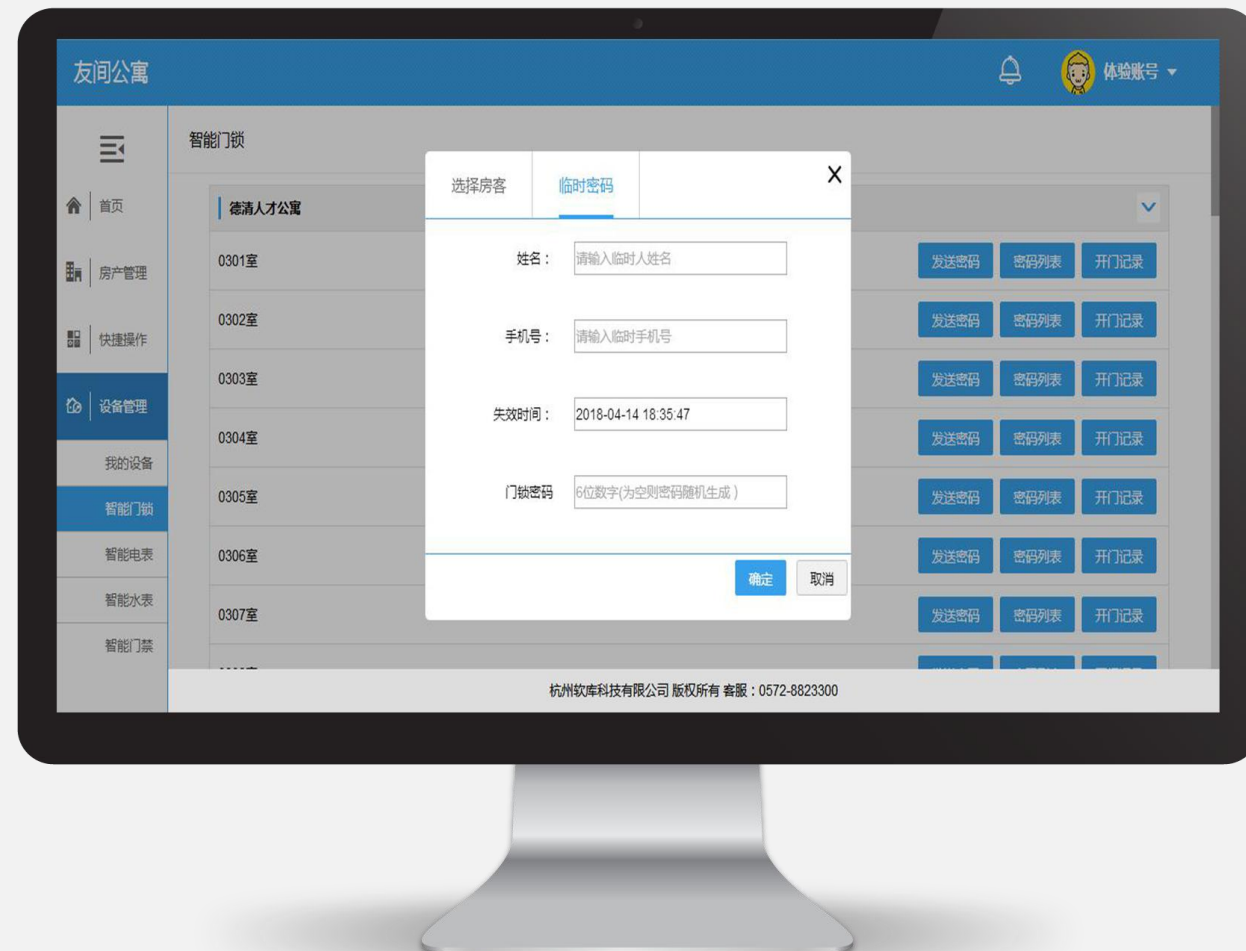 友间公寓
体验账号
智能门锁
首页
房产管理
快捷操作
设备管理
我的设备
智能门锁
智能电表
智能水表
智能门禁
德清人才公寓
0301室 发送密码 密码列表 开门记录
0302室 发送密码 密码列表 开门记录
0303室 发送密码 密码列表 开门记录
0304室 发送密码 密码列表 开门记录
0305室 发送密码 密码列表 开门记录
0306室 发送密码 密码列表 开门记录
0307室 发送密码 密码列表 开门记录
选择房客 临时密码 X
姓名： 请输入临时人姓名
手机号： 请输入临时手机号
失效时间： 2018-04-14 18:35:47
门锁密码 6位数字(为空则密码随机生成)
确定 取消
杭州软库科技有限公司 版权所有 客服：0572-8823300